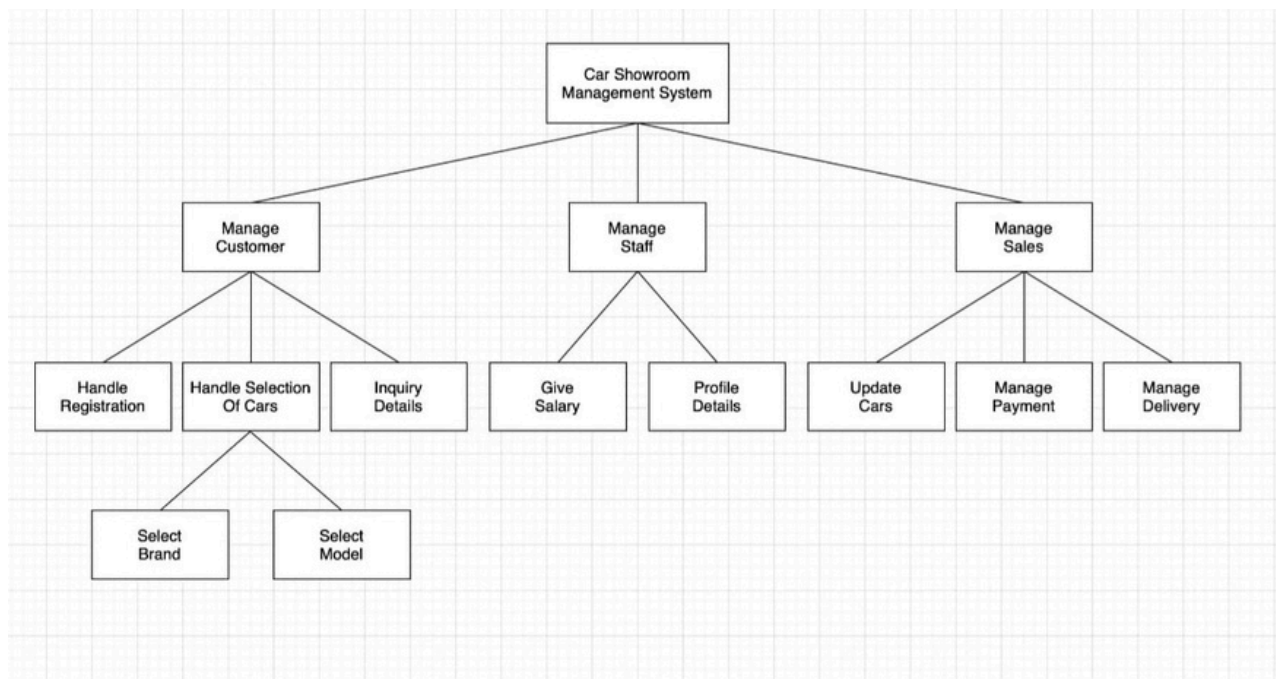 Car Showroom
Management System
Manage
Customer
Manage
Staff
Manage
Sales
Handle
Registration
Handle Selection
Of Cars
Inquiry
Details
Give
Salary
Profile
Details
Update
Cars
Manage
Payment
Manage
Delivery
Select
Brand
Select
Model